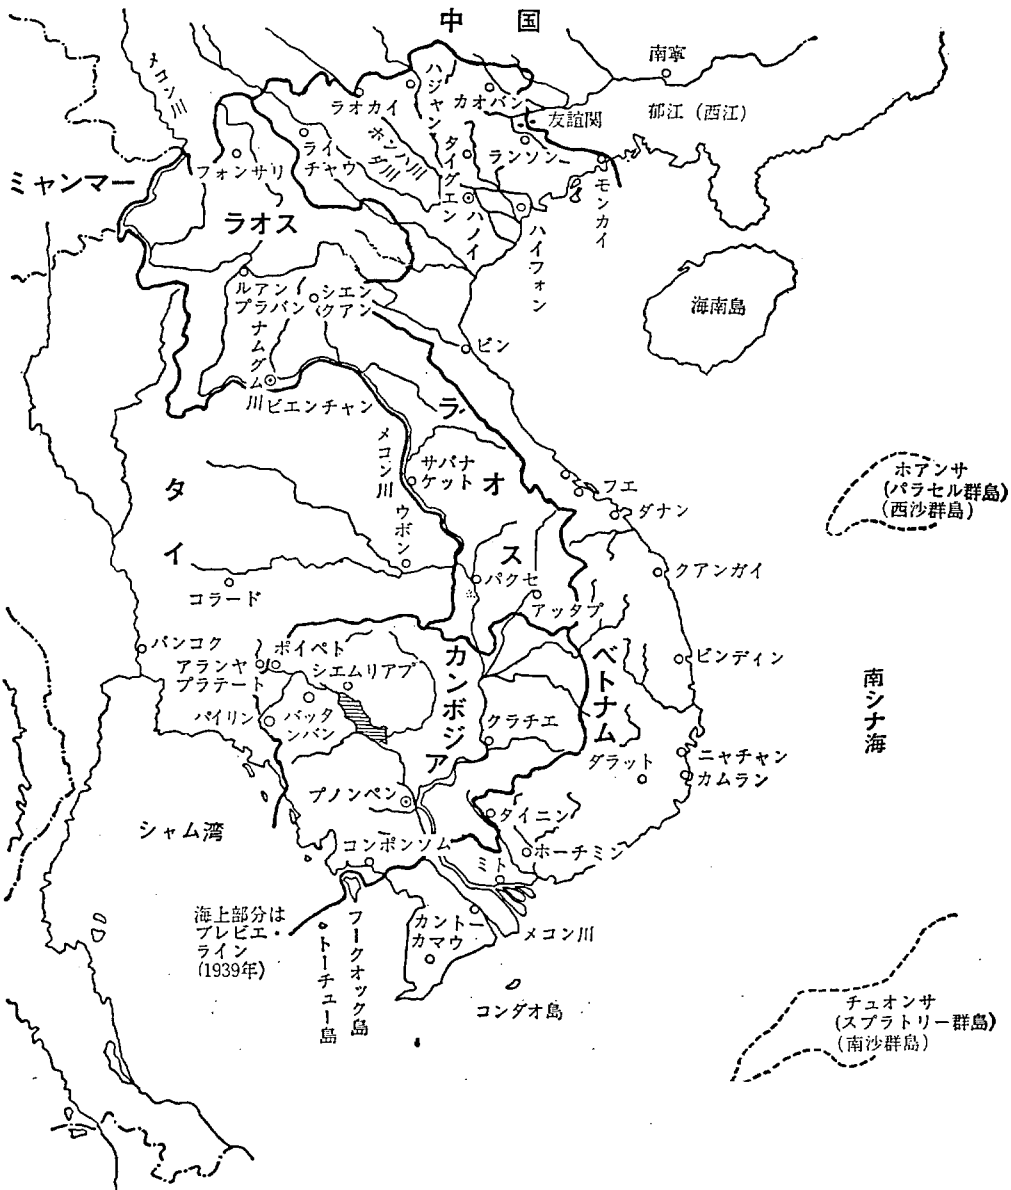 中国
メコン川
南寧
ラオカイ
ハジャン
カオバン
友誼関
郁江（西江）
ライ
チャウ
ホンハ川
タイグエン
ランソン
フォンサリ
ミャンマー
モンカイ
ラオス
ハノイ
ハイフォン
ルアン
プラバン
シエン
クアン
海南島
ナムグム川
ビン
ビエンチャン
メコン川
ラオス
サバナ
ケット
タイ
ウボン
フエ
ダナン
ホアンサ
(パラセル群島)
(西沙群島)
コラード
パクセ
アッタプ
クアンガイ
バンコク
ポイペト
アランヤ
プラテート
シエムリアプ
カンボジア
ベトナム
ビンディン
南シナ海
パイリン
バッタ
ンバン
クラチエ
ダラット
ニャチャン
カムラン
プノンペン
タイニン
シャム湾
コンポンソム
ホーチミン
ミト
海上部分は
ブレビエ・
ライン
(1939年)
トーチュー島
フークオック島
カントー
カマウ
メコン川
コンダオ島
チュオンサ
(スプラトリー群島)
(南沙群島)